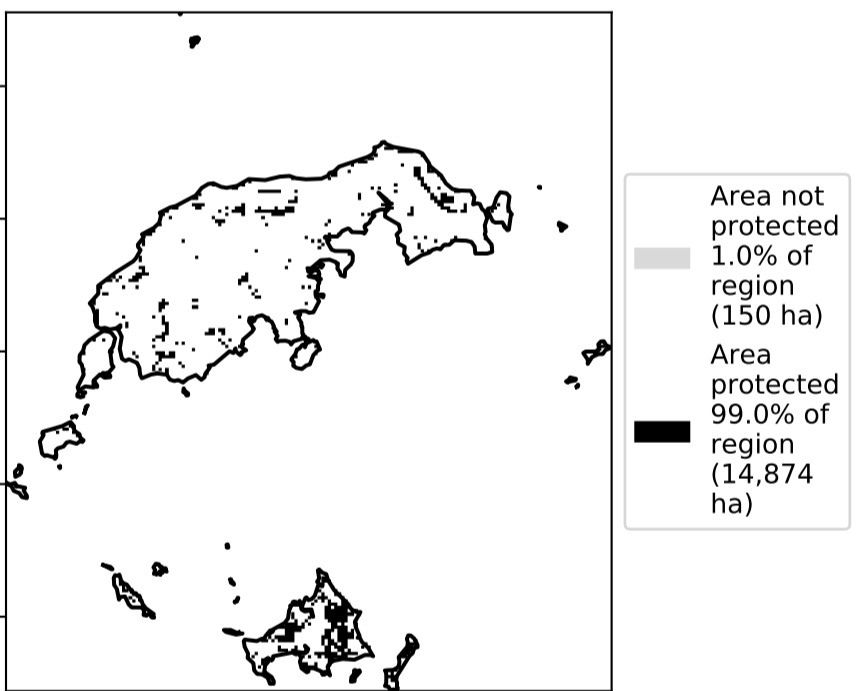 Area not
protected
1.0% of
region
(150 ha)
Area
protected
99.0% of
region
(14,874
ha)